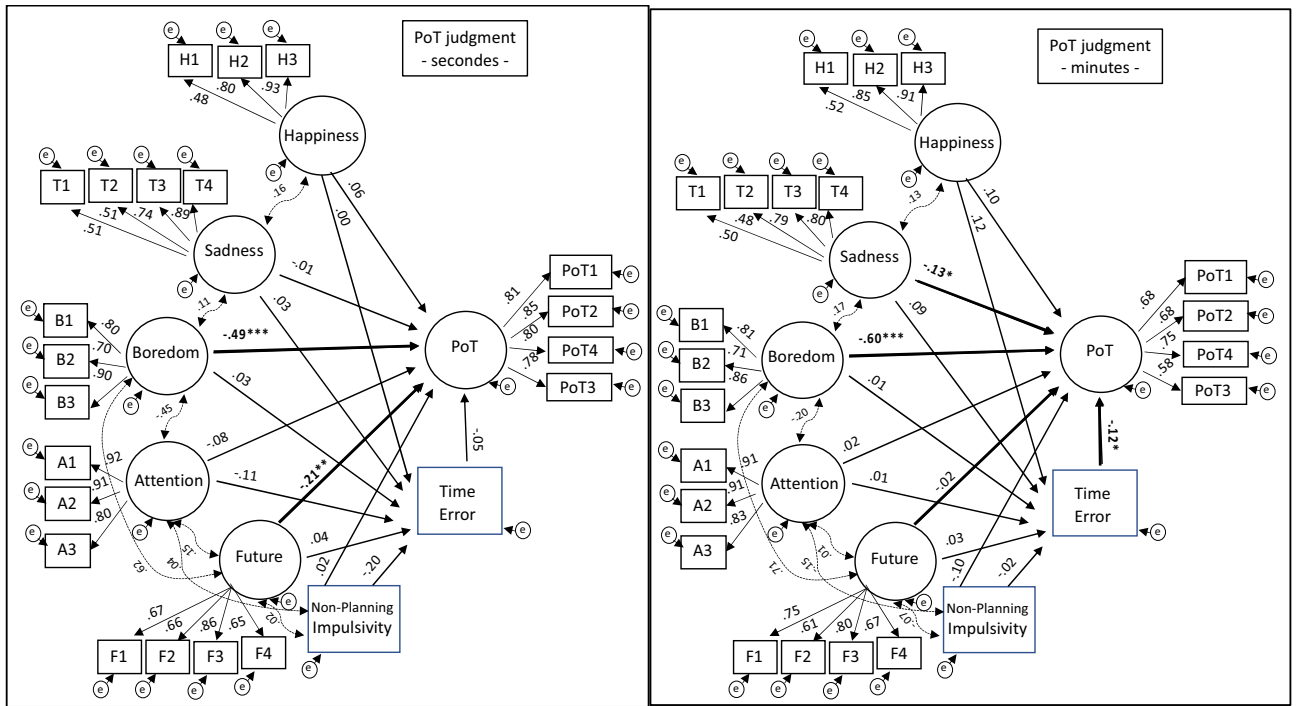 PoT judgment
- secondes -
e
e
e
H1
H2
H3
.48
.80
.93
Happiness
e
e
e
e
e
T1
T2
T3
T4
.51
.51
.74
.89
.16
.06
.00
Sadness
e
-.01
.03
.11
e
B1
e
B2
e
B3
.80
.70
.90
Boredom
e
-.49***
.03
PoT
e
.81
.85
.80
.78
PoT1
e
PoT2
e
PoT4
e
PoT3
e
-.45
e
A1
e
A2
e
A3
.92
.91
.80
Attention
e
-.08
-.11
-.21**
-.05
Time
Error
e
.15
.04
.62
Future
e
.04
.02
-.20
.02
Non-Planning
Impulsivity
e
.67
.66
.86
.65
F1
F2
F3
F4
e
e
e
e
PoT judgment
- minutes -
e
e
e
H1
H2
H3
.52
.85
.91
Happiness
e
e
e
e
e
T1
T2
T3
T4
.50
.48
.79
.80
.13
.10
.12
Sadness
e
-.13*
.09
.17
e
B1
e
B2
e
B3
.81
.71
.86
Boredom
e
-.60***
.01
PoT
e
.68
.68
.75
.58
PoT1
e
PoT2
e
PoT4
e
PoT3
e
-.20
e
A1
e
A2
e
A3
.91
.91
.83
Attention
e
.02
.01
-.02
-.12*
Time
Error
e
.01
-.15
.71
Future
e
.03
-.10
-.02
-.07
Non-Planning
Impulsivity
e
.75
.61
.80
.67
F1
F2
F3
F4
e
e
e
e